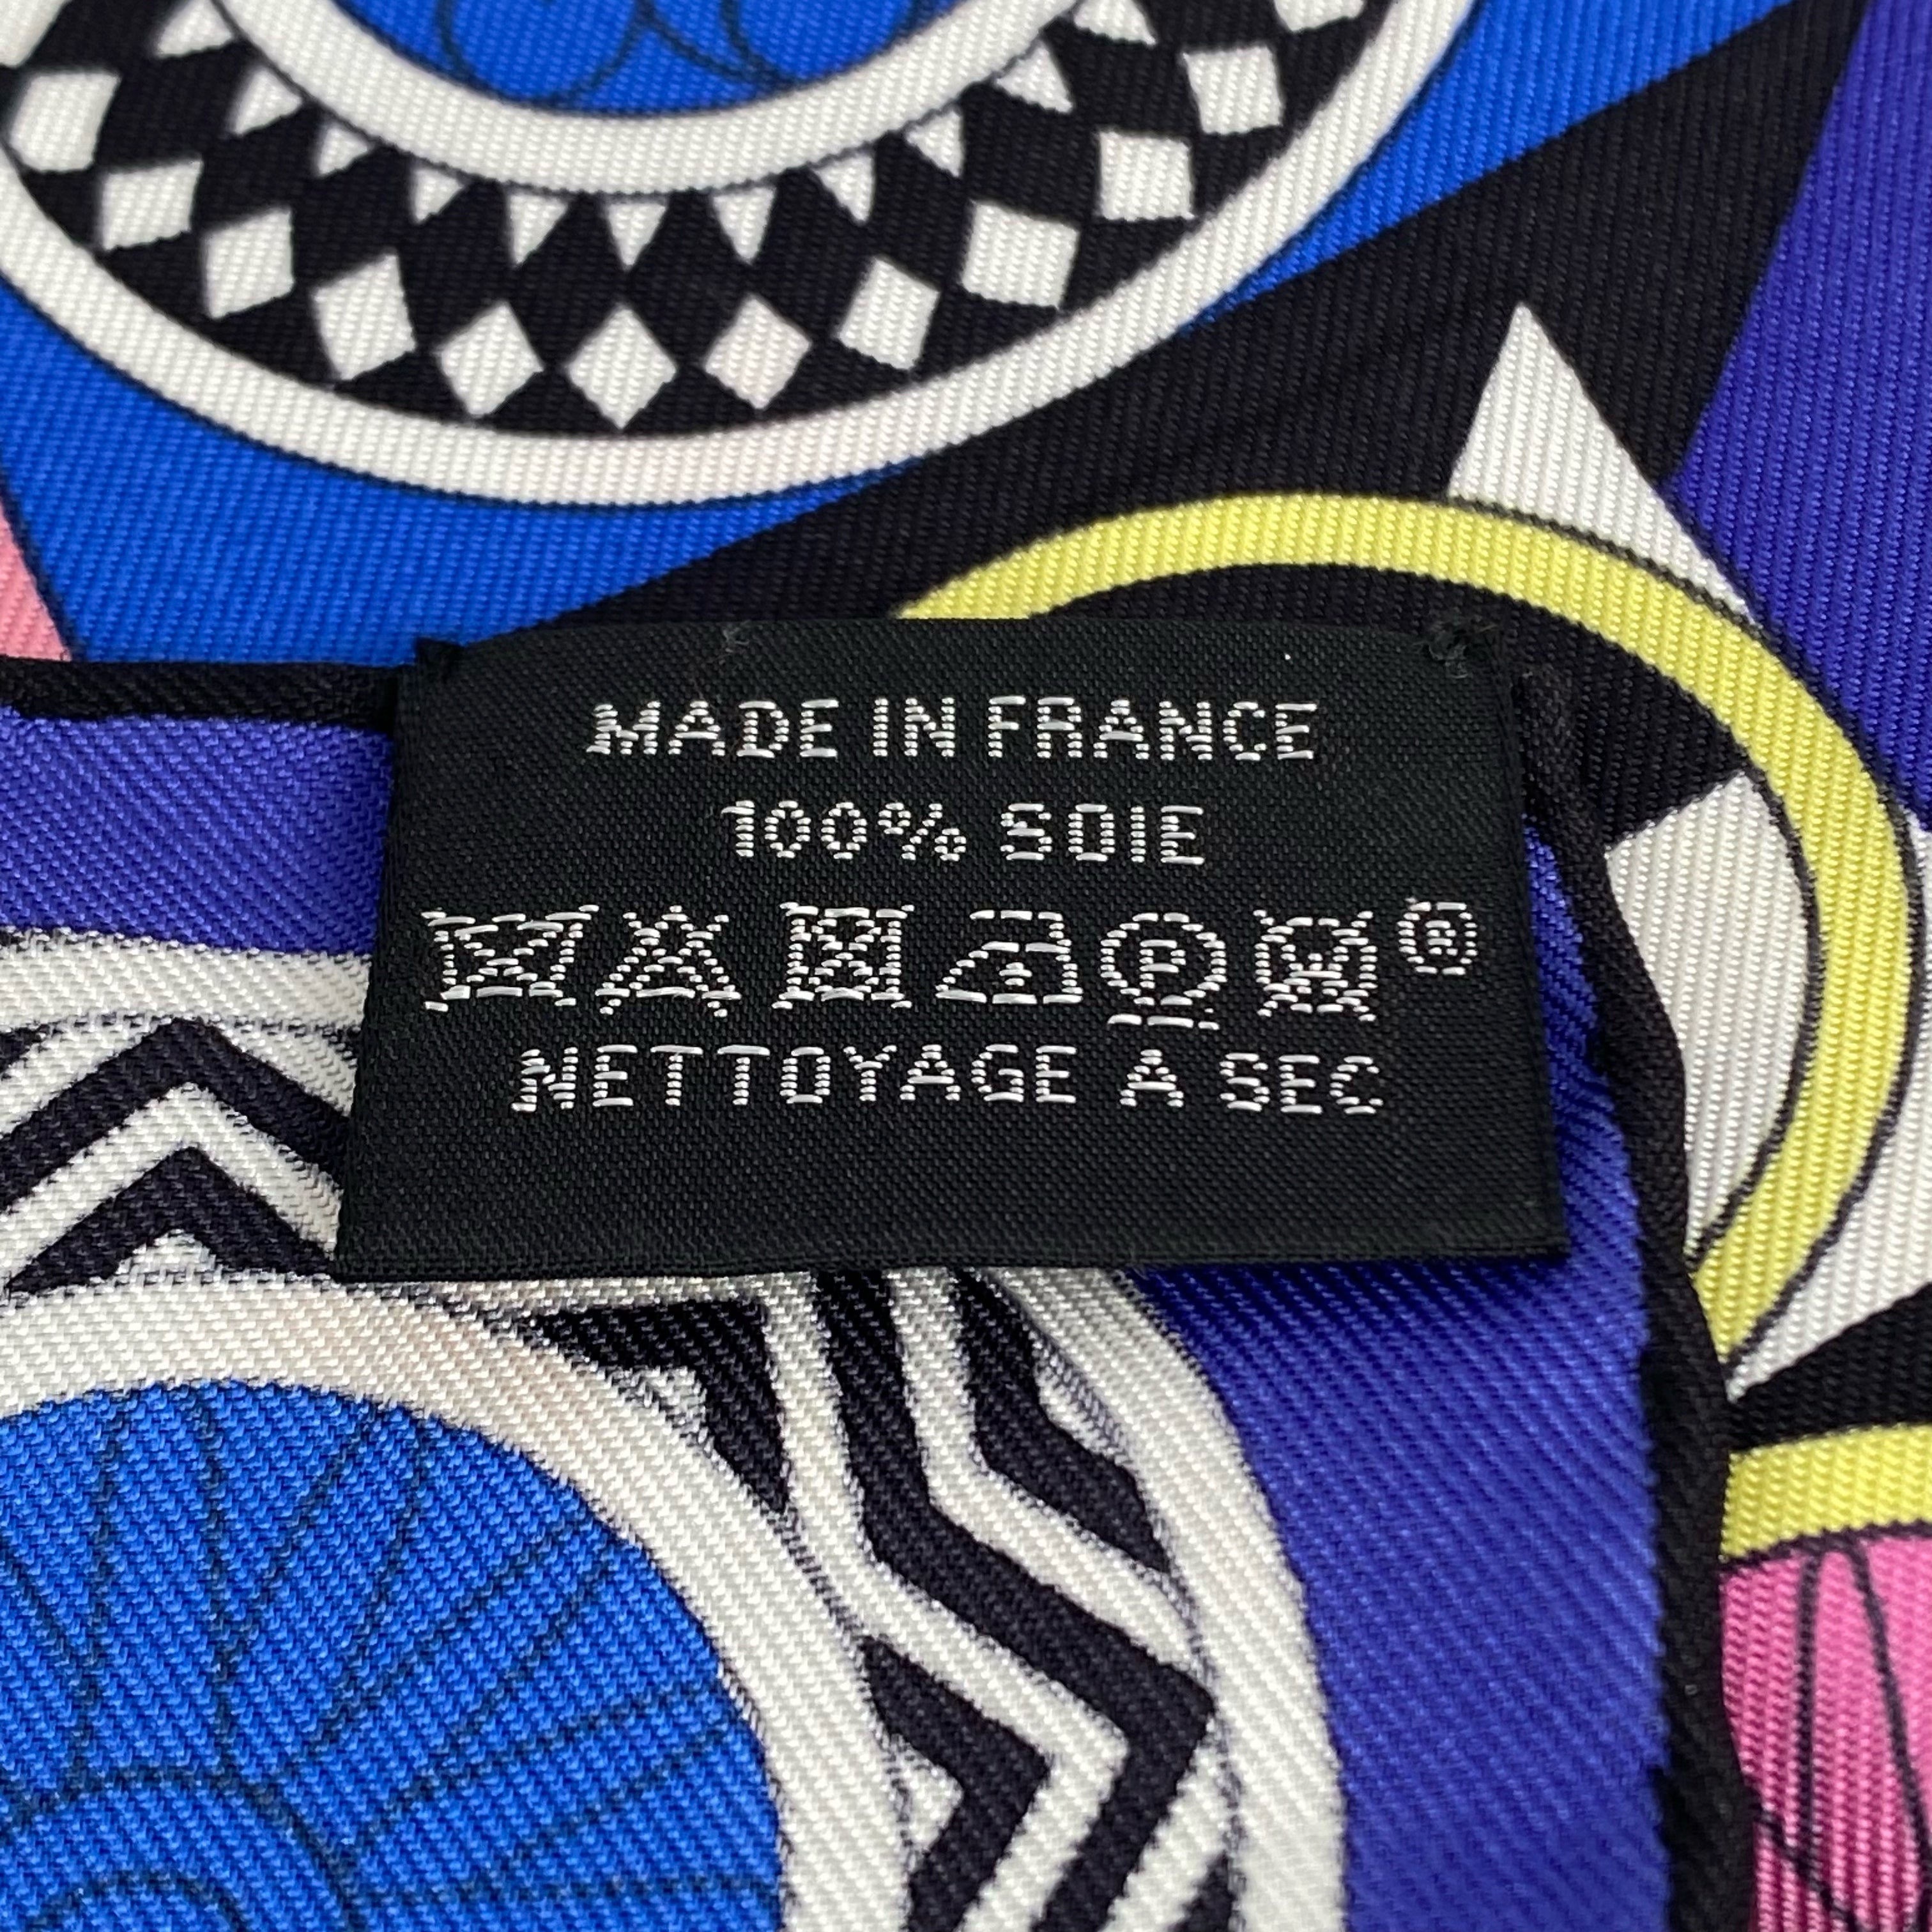 MADE IN FRANCE
100% SOIE
P W ®
NETTOYAGE A SEC